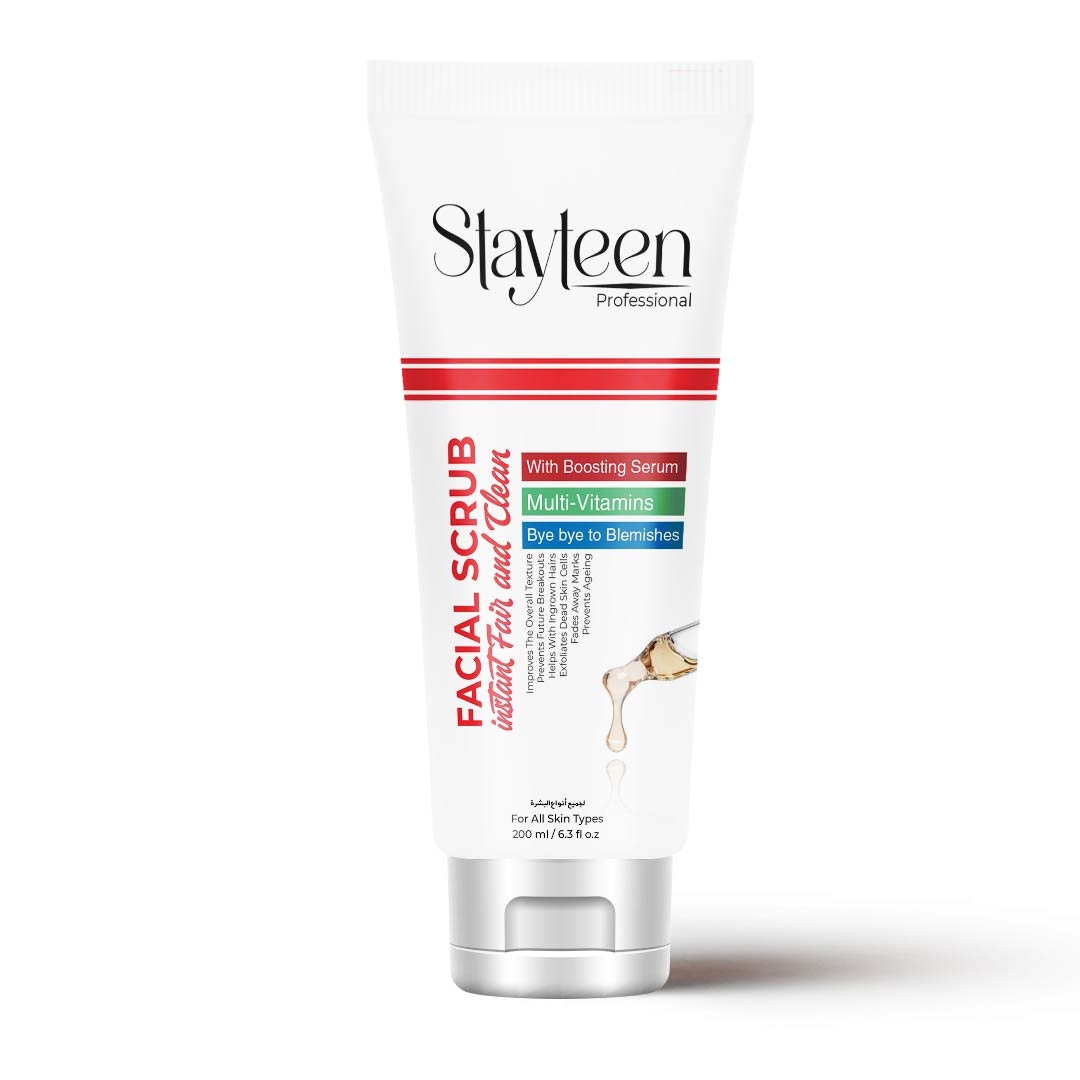 Stayteen
Professional
FACIAL SCRUB
instant Fair and Clean
With Boosting Serum
Multi-Vitamins
Bye bye to Blemishes
Improves The Overall Texture
Prevents Future Breakouts
Helps With Ingrown Hairs
Exfoliates Dead Skin Cells
Fades Away Marks
Prevents Ageing
لجميع أنواع البشرة
For All Skin Types
200 ml / 6.3 fl o.z